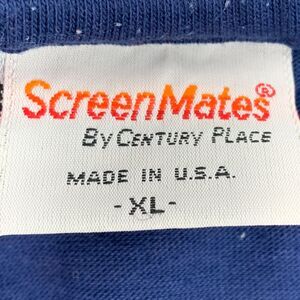 ScreenMates®
By Century Place
MADE IN U.S.A.
-XL-